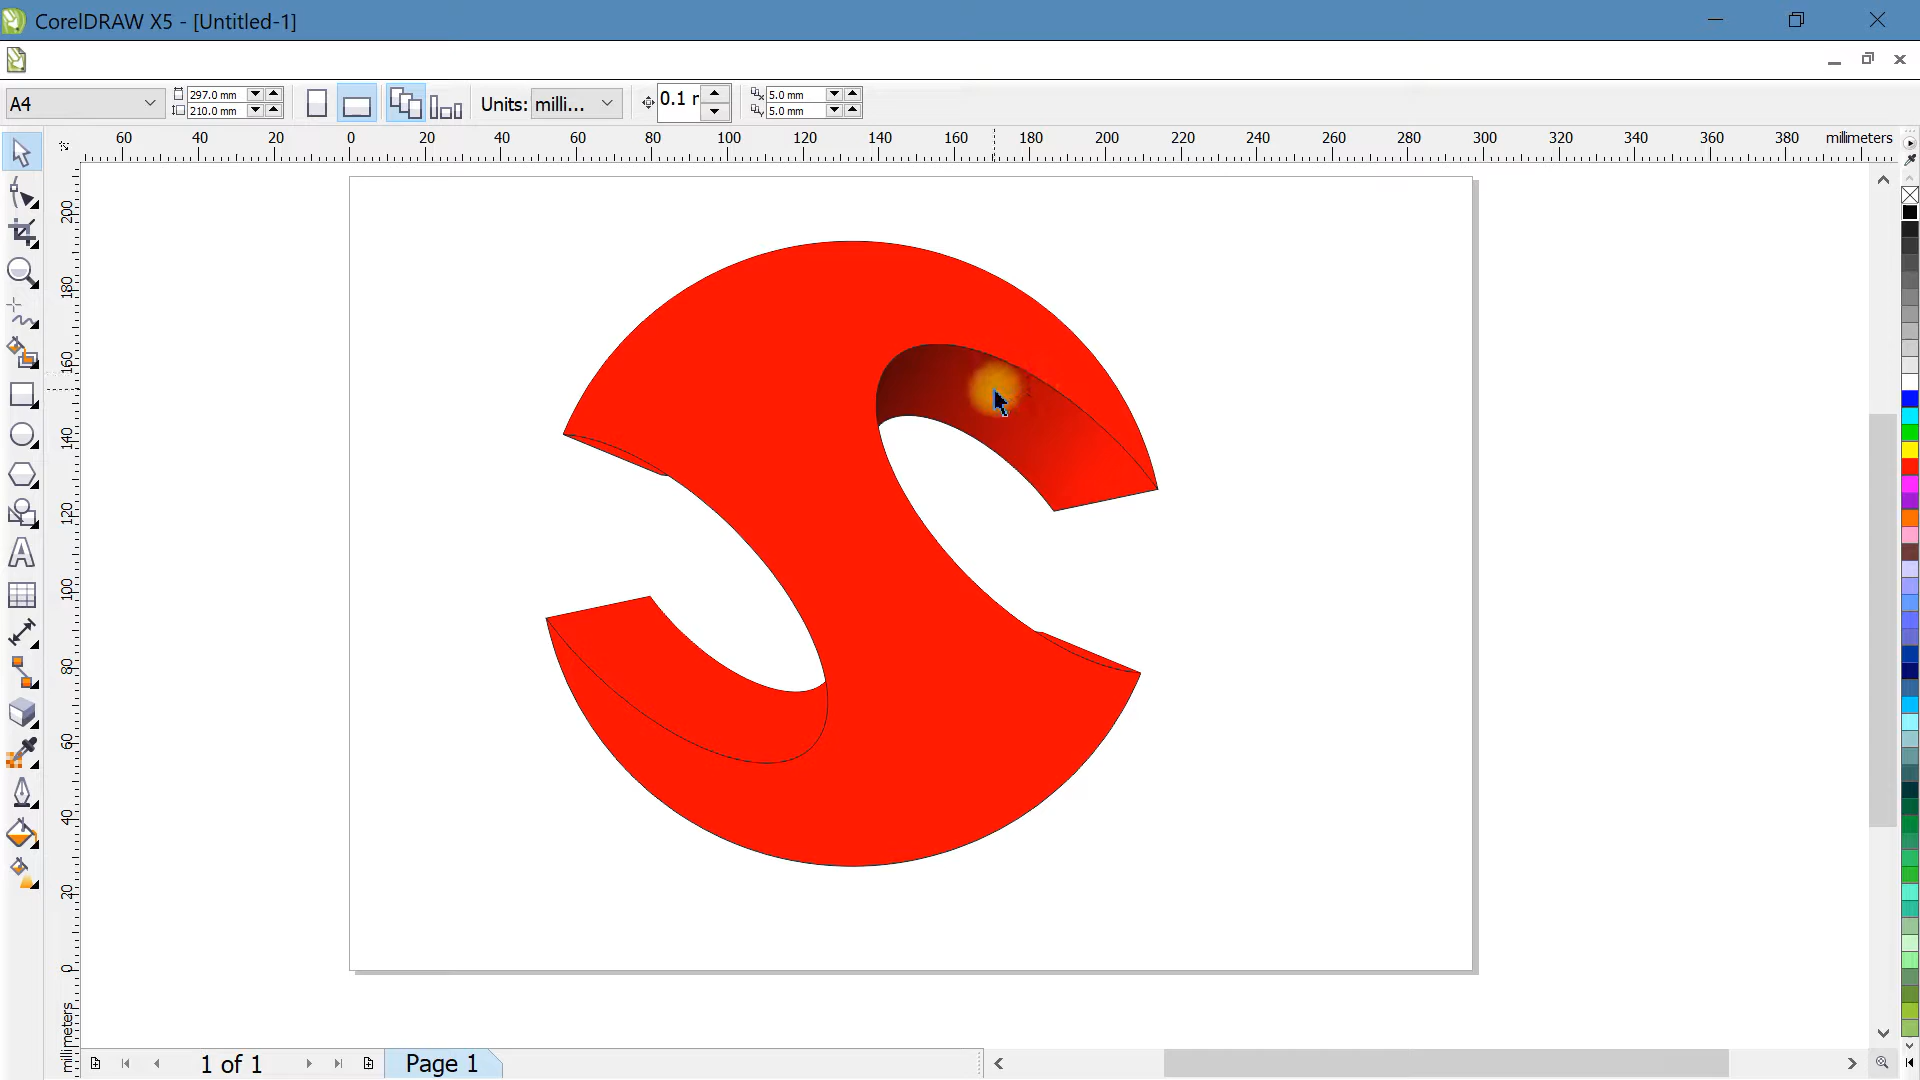 CorelDRAW X5 - [Untitled-1]
A4
297.0 mm
210.0 mm
Units: milli...
0.1 r
5.0 mm
5.0 mm
60 40 20 0 20 40 60 80 100 120 140 160 180 200 220 240 260 280 300 320 340 360 380 millimeters
200
180
160
140
120
100
80
60
40
20
0
millimeters
1 of 1
Page 1